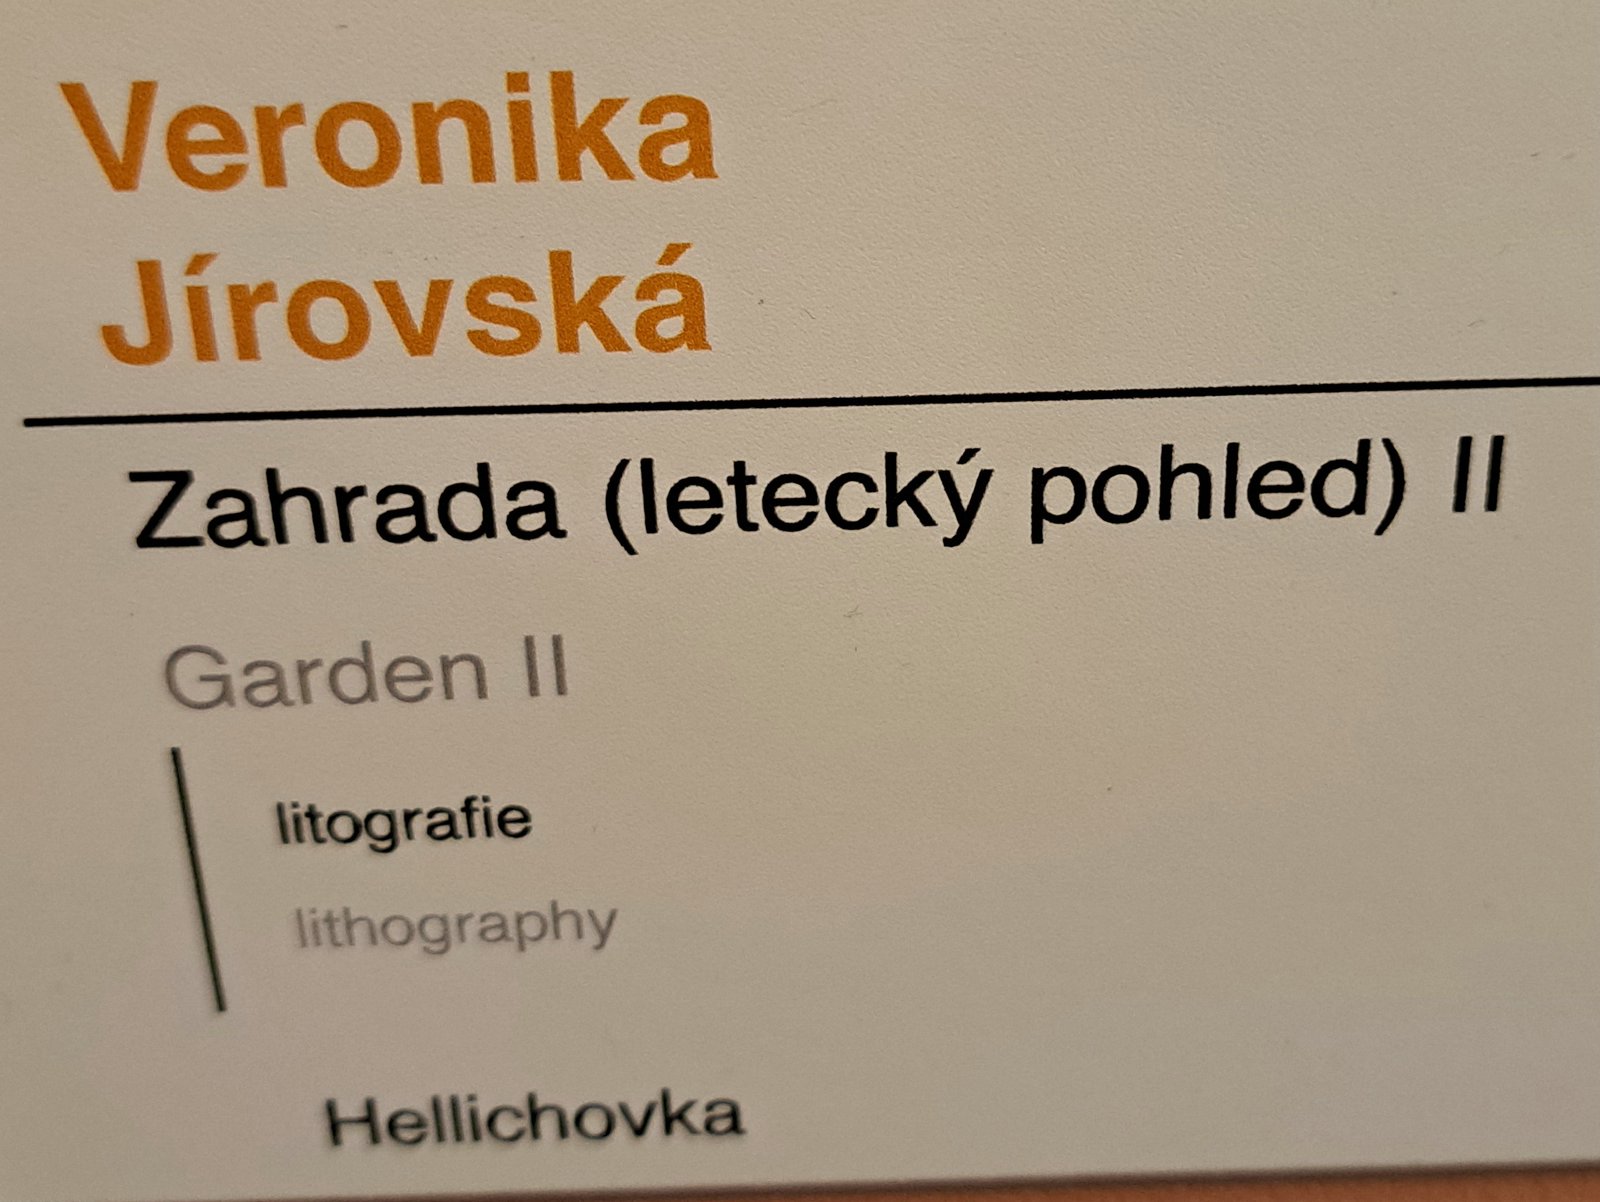 Veronika
Jírovská
Zahrada (letecký pohled) II
Garden II
litografie
lithography
Hellichovka